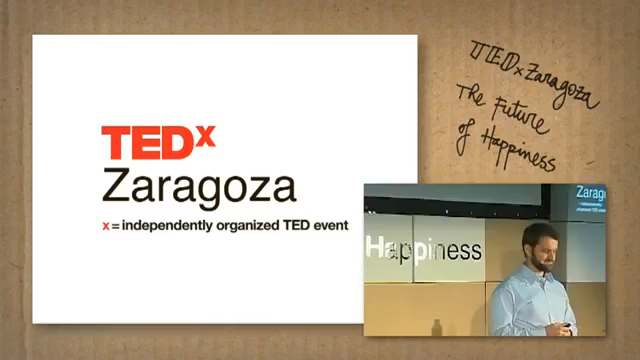 TEDx
Zaragoza
x = independently organized TED event
TEDxZaragoza
The Future
of Happiness
Zarag
Happiness